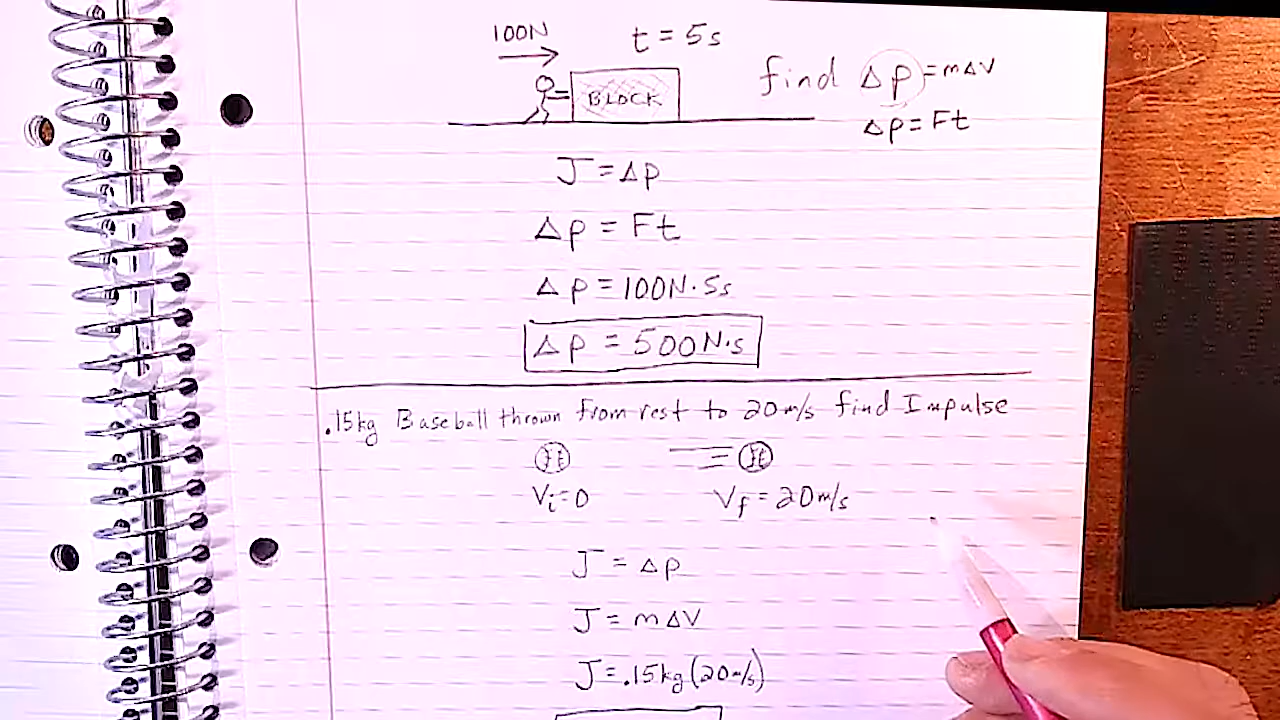 100N
t = 5s
find Δp = mΔV
Δp = Ft
BLOCK
J = Δp
Δp = Ft
Δp = 100N·5s
Δp = 500N·s
.15kg Baseball thrown from rest to 20m/s find Impulse
Vi = 0
Vf = 20m/s
J = Δp
J = mΔV
J = .15kg(20m/s)